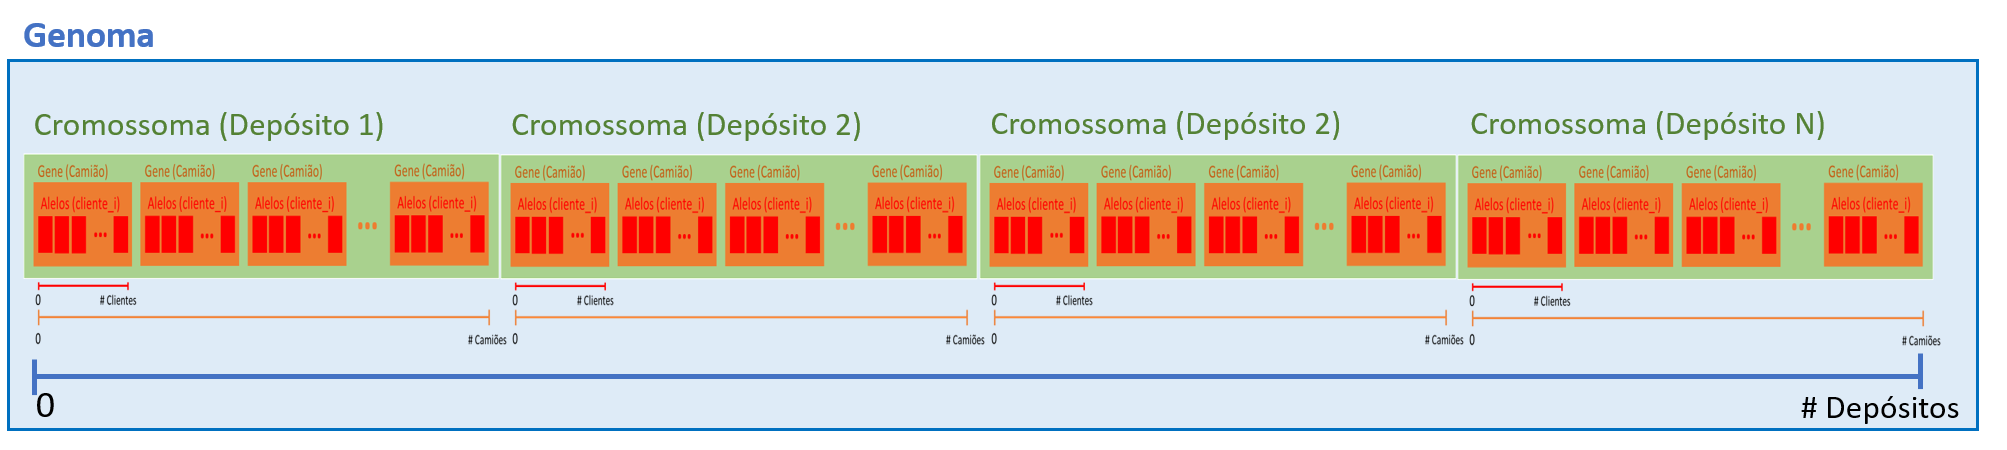 Genoma
Cromossoma (Depósito 1)
Cromossoma (Depósito 2)
Cromossoma (Depósito 2)
Cromossoma (Depósito N)
Gene (Camião) Gene (Camião) Gene (Camião) Gene (Camião)
Gene (Camião) Gene (Camião) Gene (Camião) Gene (Camião)
Gene (Camião) Gene (Camião) Gene (Camião) Gene (Camião)
Gene (Camião) Gene (Camião) Gene (Camião) Gene (Camião)
Alelos (cliente_i) Alelos (cliente_i) Alelos (cliente_i) ... Alelos (cliente_i)
Alelos (cliente_i) Alelos (cliente_i) Alelos (cliente_i) ... Alelos (cliente_i)
Alelos (cliente_i) Alelos (cliente_i) Alelos (cliente_i) ... Alelos (cliente_i)
Alelos (cliente_i) Alelos (cliente_i) Alelos (cliente_i) ... Alelos (cliente_i)
0 # Clientes
0 # Clientes
0 # Clientes
0 # Clientes
0 # Camiões
0 # Camiões
0 # Camiões
0 # Camiões
0 # Depósitos